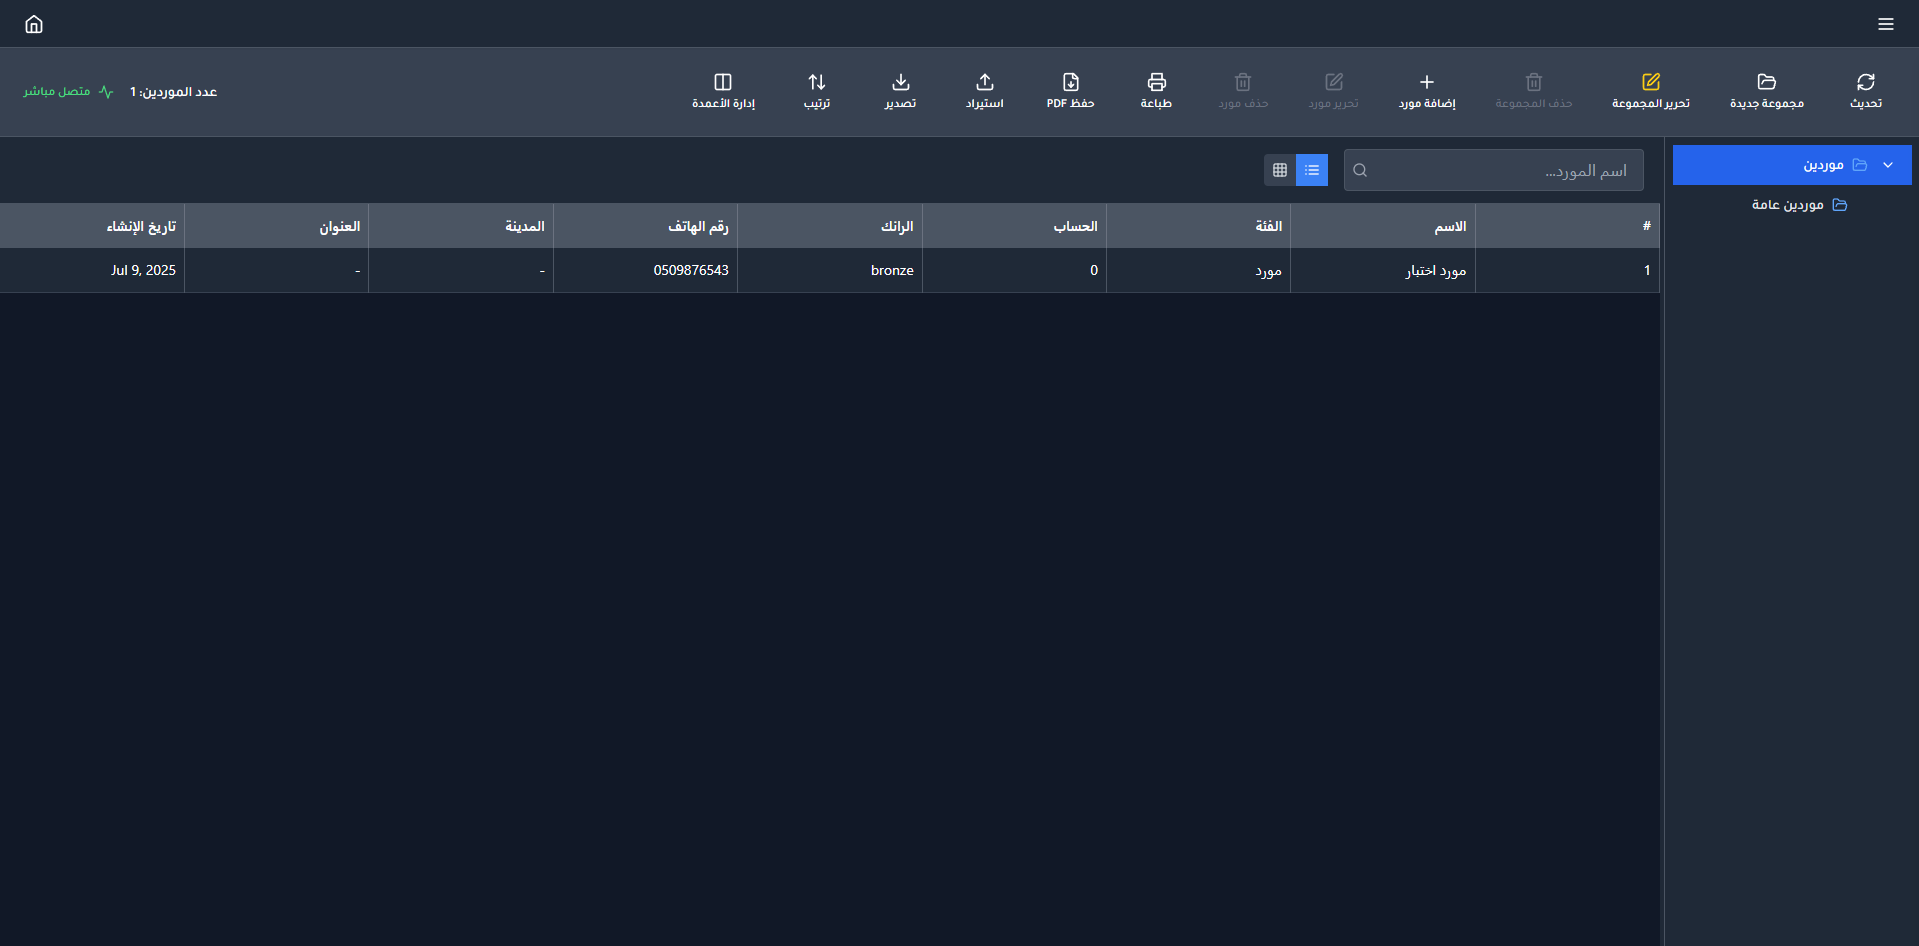 تحديث
مجموعة جديدة
تحرير المجموعة
حذف المجموعة
إضافة مورد
تحرير مورد
حذف مورد
طباعة
حفظ PDF
استيراد
تصدير
ترتيب
إدارة الأعمدة
عدد الموردين: 1
متصل مباشر
موردين
موردين عامة
اسم المورد...
# الاسم الفئة الحساب الرانك رقم الهاتف المدينة العنوان تاريخ الإنشاء
1 مورد اختبار مورد 0 bronze 0509876543 - - Jul 9, 2025